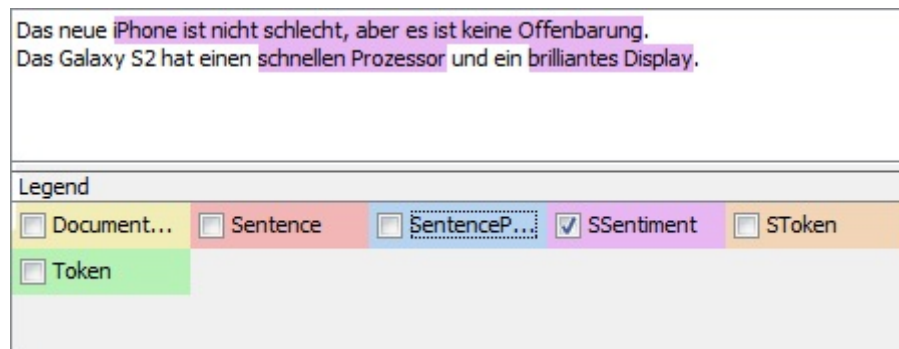 Das neue iPhone ist nicht schlecht, aber es ist keine Offenbarung.
Das Galaxy S2 hat einen schnellen Prozessor und ein brilliantes Display.
Legend
Document... Sentence SentenceP... SSentiment SToken
Token